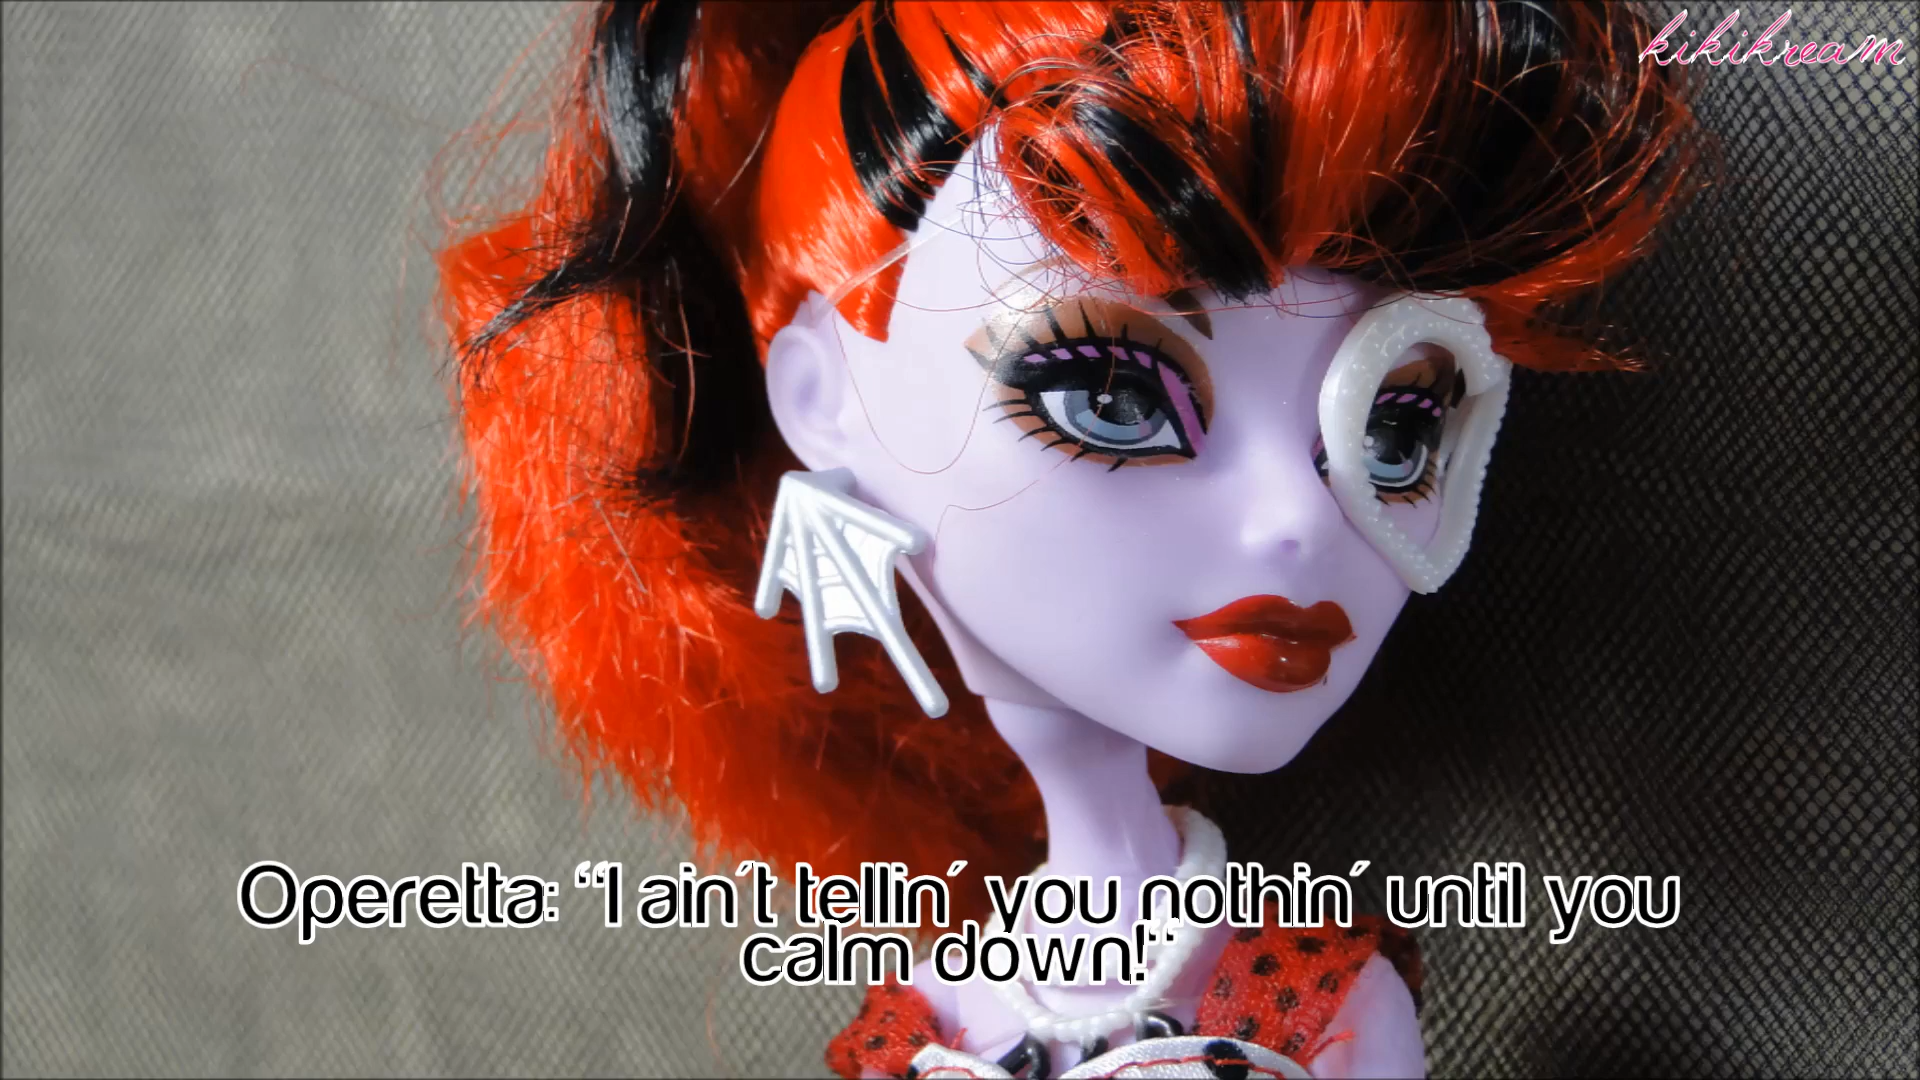 kikikream
Operetta: “I ain´t tellin´ you nothin´ until you
calm down!“